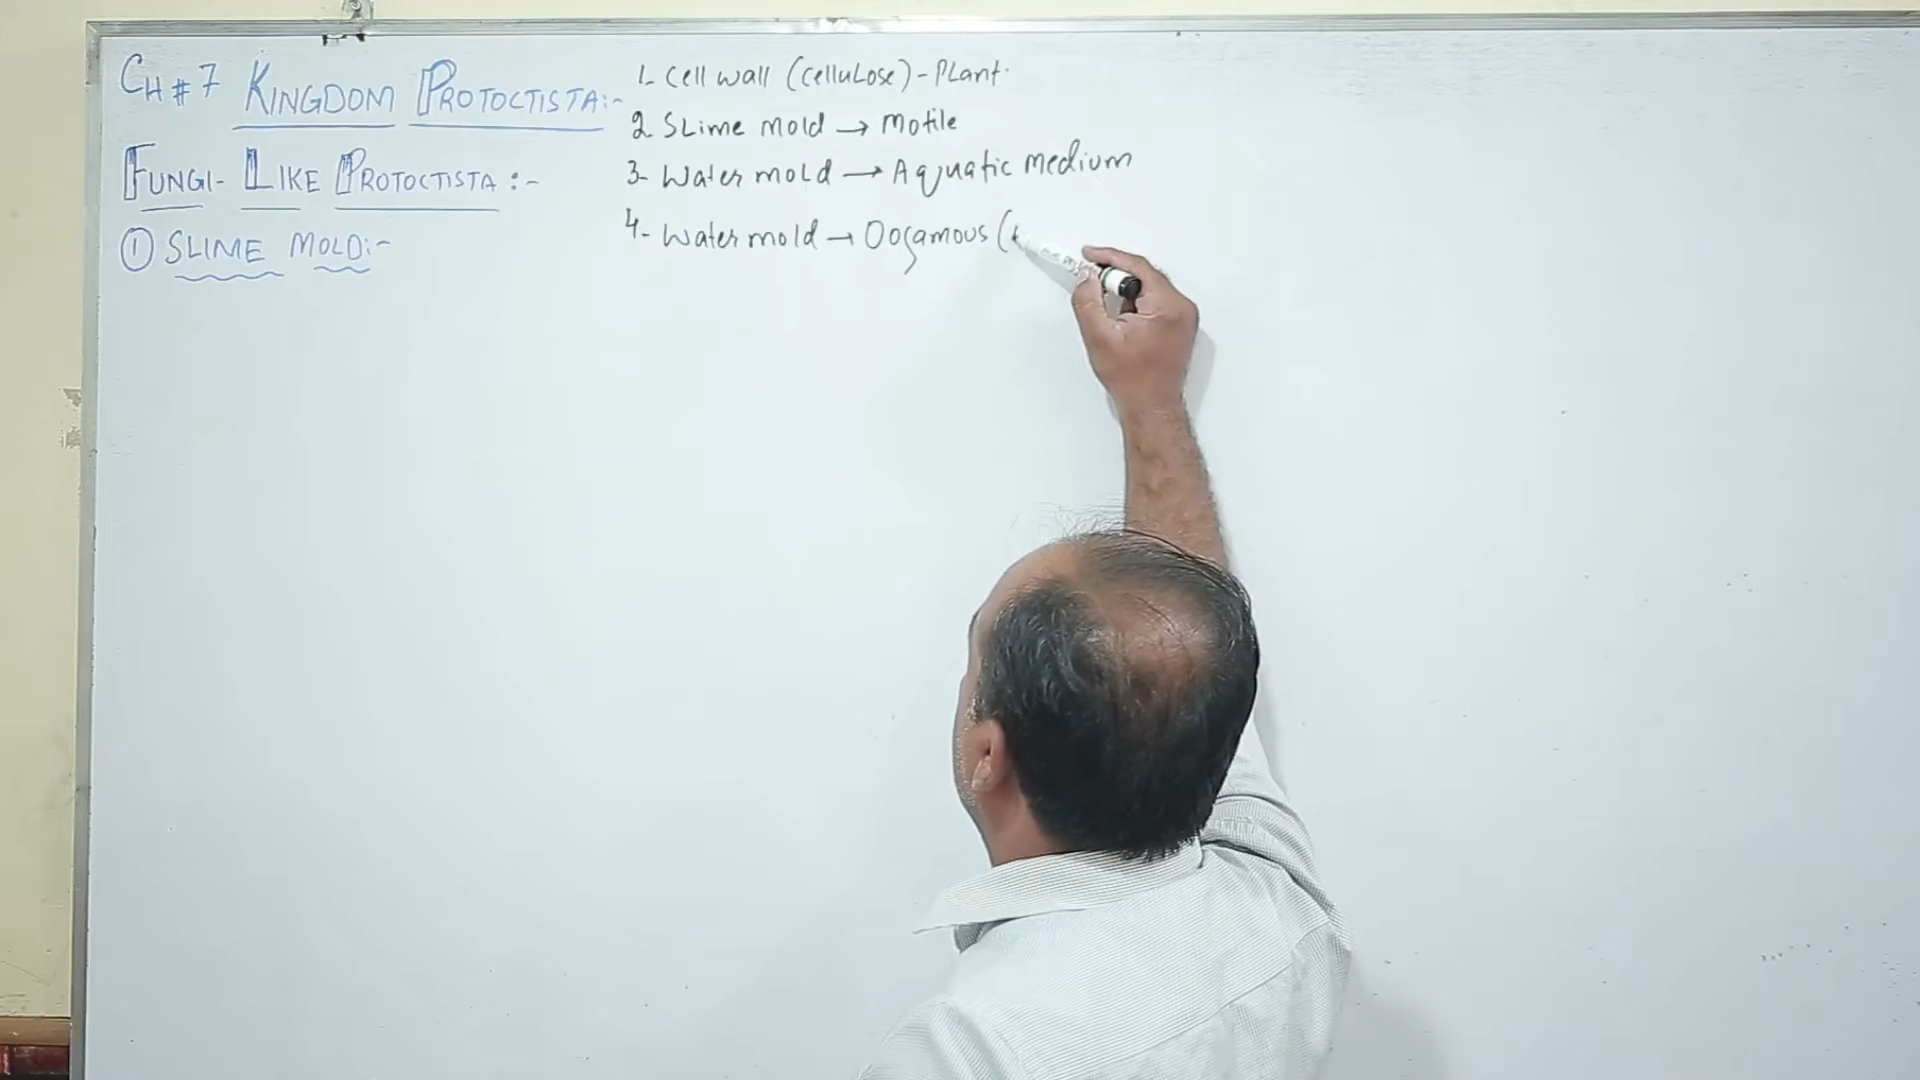 CH # 7 KINGDOM PROTOCTISTA:-
FUNGI-LIKE PROTOCTISTA:-
① SLIME MOLD:-
1. Cell wall (celluLose) - PLant.
2. SLime mold → motile
3- Water moLd → Aquatic medium
4- Water mold → Oogamous (